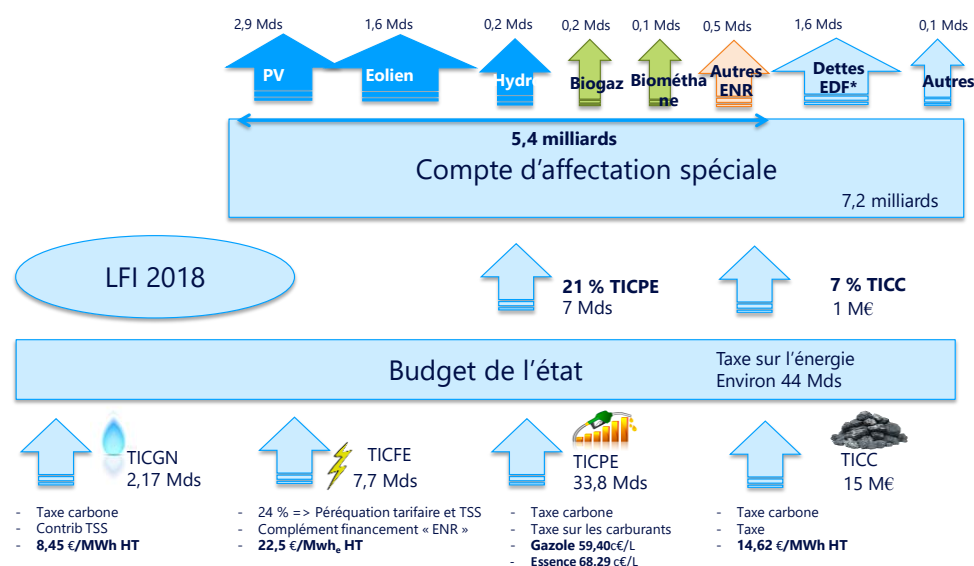 2,9 Mds
1,6 Mds
0,2 Mds
0,2 Mds
0,1 Mds
0,5 Mds
1,6 Mds
0,1 Mds
PV
Eolien
Hydr
Biogaz
Biométha
ne
Autres
ENR
Dettes
EDF*
Autres
5,4 milliards
Compte d'affectation spéciale
7,2 milliards
LFI 2018
21 % TICPE
7 Mds
7 % TICC
1 M€
Budget de l'état
Taxe sur l'énergie
Environ 44 Mds
TICGN
2,17 Mds
TICFE
7,7 Mds
TICPE
33,8 Mds
TICC
15 M€
- Taxe carbone
- Contrib TSS
- 8,45 €/MWh HT
- 24 % => Péréquation tarifaire et TSS
- Complément financement « ENR »
- 22,5 €/Mwhe HT
- Taxe carbone
- Taxe sur les carburants
- Gazole 59,40c€/L
- Essence 68.29 c€/L
- Taxe carbone
- Taxe
- 14,62 €/MWh HT